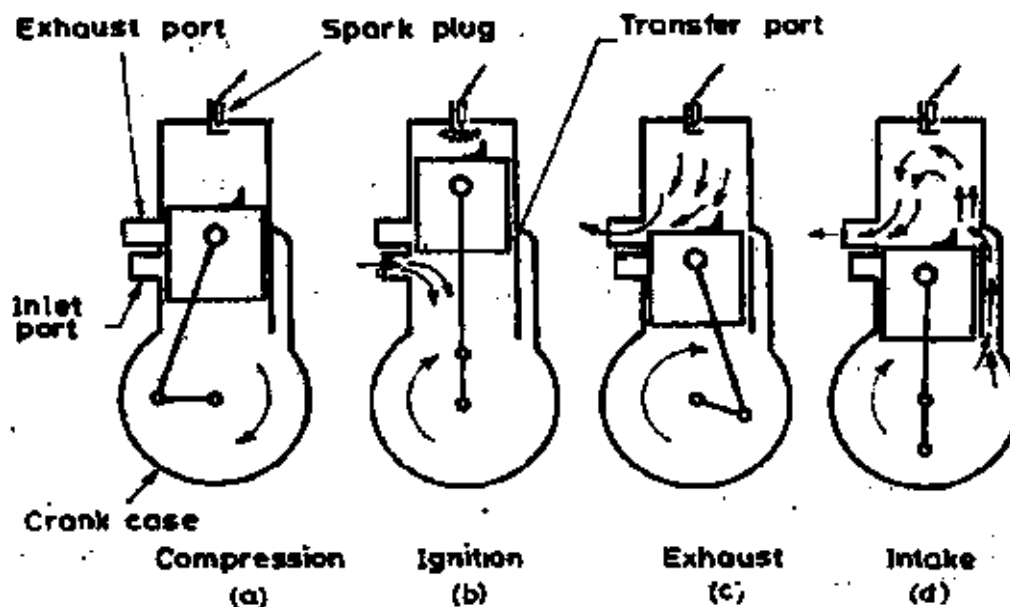 Exhaust port
Spark plug
Transfer port
Inlet
port
Crank case
Compression
Ignition
Exhaust
Intake
(a)
(b)
(c)
(d)